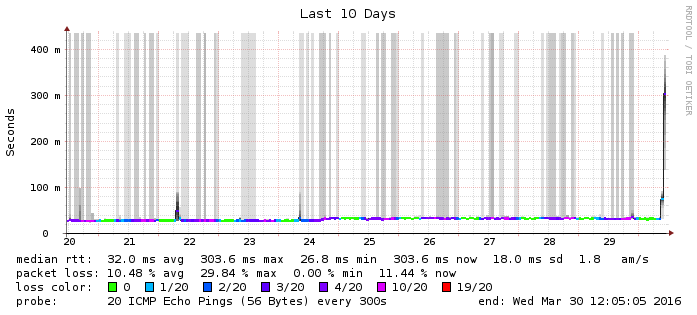 Last 10 Days
RRDTOOL / TOBI OETIKER
Seconds
400 m
300 m
200 m
100 m
0
20 21 22 23 24 25 26 27 28 29
median rtt: 32.0 ms avg 303.6 ms max 26.8 ms min 303.6 ms now 18.0 ms sd 1.8 am/s
packet loss: 10.48 % avg 29.84 % max 0.00 % min 11.44 % now
loss color: 0 1/20 2/20 3/20 4/20 10/20 19/20
probe: 20 ICMP Echo Pings (56 Bytes) every 300s end: Wed Mar 30 12:05:05 2016